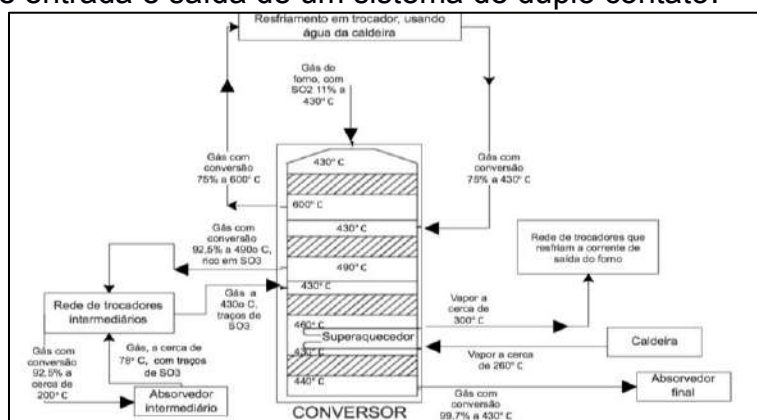 e entrada e saída de um sistema de duplo contato.
Resfriamento em trocador, usando
água da caldeira
Gás do
forno, com
SO2 11% a
430° C
Gás com
conversão
75% a 600° C
Gás com
conversão
75% a 430° C
430° C
600° C
430° C
490° C
430° C
460° C
Superaquecedor
430° C
440° C
CONVERSOR
Gás com
conversão
92,5% a 490o C,
rico em SO3
Rede de trocadores
intermediários
Gás a
430o C,
traços de
SO3
Gás com
conversão
92,5% a
cerca de
200° C
Gás, a cerca de
78° C, com traços
de SO3
Absorvedor
intermediário
Rede de trocadores que
resfriam a corrente de
saída do forno
Vapor a
cerca de
300° C
Caldeira
Vapor a cerca
de 260° C
Absorvedor
final
Gás com
conversão
99,7% a 430° C